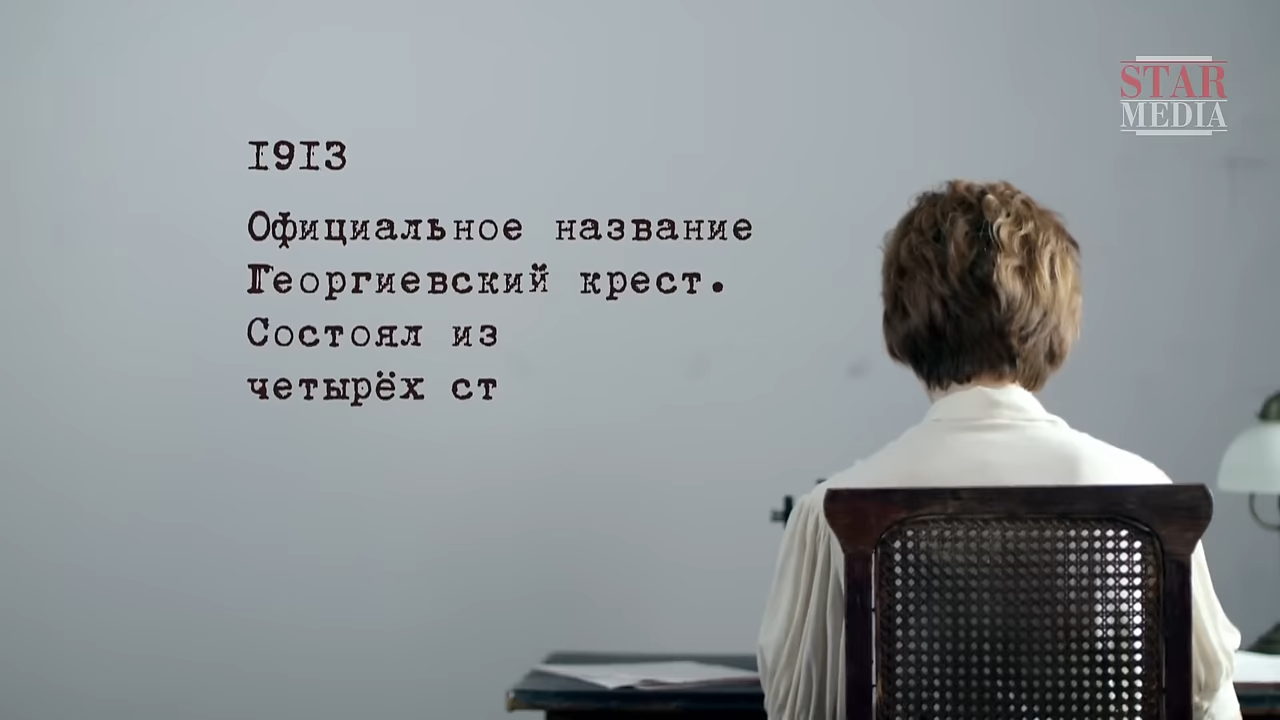 STAR
MEDIA
1913
Официальное название
Георгиевский крест.
Состоял из
четырёх ст